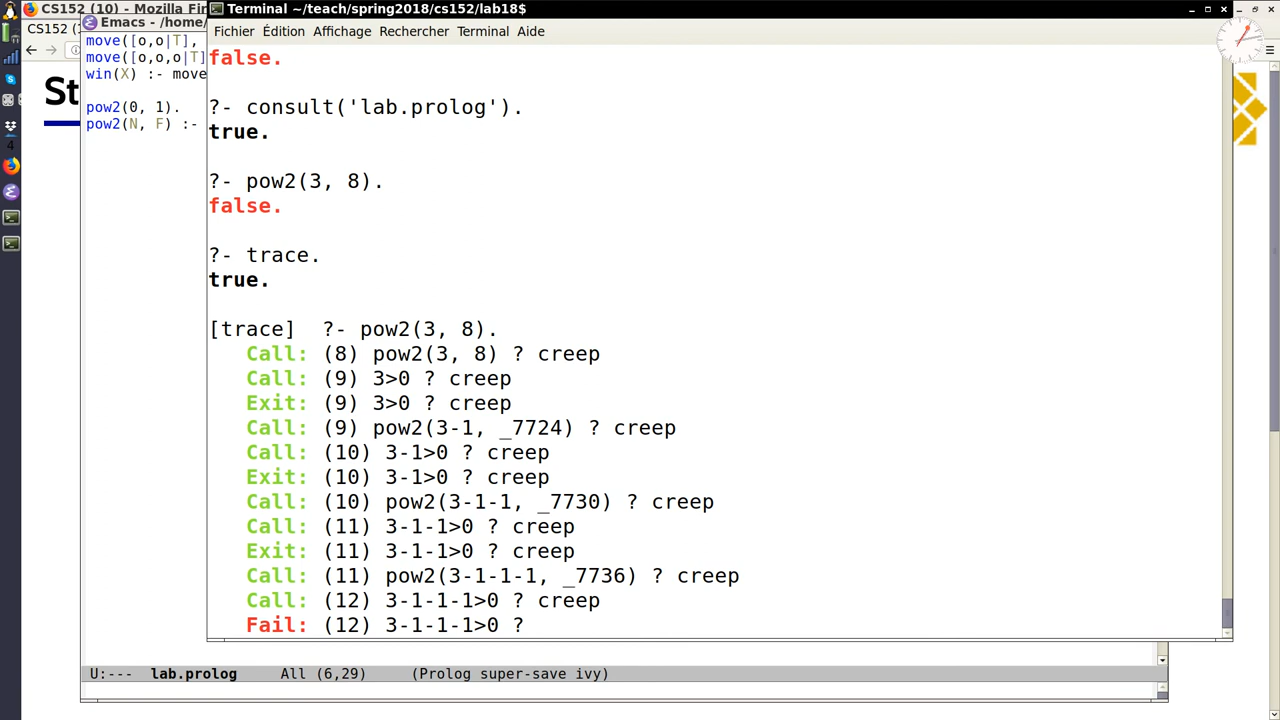 CS152 (10) - Mozilla Fi
Terminal ~/teach/spring2018/cs152/lab18$
CS152 (10)
Emacs - /home/
Fichier Édition Affichage Rechercher Terminal Aide
St
move([o,o|T],
move([o,o,o|T]
win(X) :- move
pow2(0, 1).
pow2(N, F) :-
4
false.
?- consult('lab.prolog').
true.
?- pow2(3, 8).
false.
?- trace.
true.
[trace]  ?- pow2(3, 8).
Call: (8) pow2(3, 8) ? creep
Call: (9) 3>0 ? creep
Exit: (9) 3>0 ? creep
Call: (9) pow2(3-1, _7724) ? creep
Call: (10) 3-1>0 ? creep
Exit: (10) 3-1>0 ? creep
Call: (10) pow2(3-1-1, _7730) ? creep
Call: (11) 3-1-1>0 ? creep
Exit: (11) 3-1-1>0 ? creep
Call: (11) pow2(3-1-1-1, _7736) ? creep
Call: (12) 3-1-1-1>0 ? creep
Fail: (12) 3-1-1-1>0 ?
U:--- lab.prolog All (6,29) (Prolog super-save ivy)